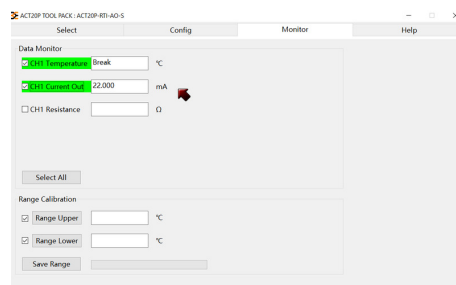 ACT20P TOOL PACK : ACT20P-RTI-AO-S
Select Config Monitor Help
Data Monitor
CH1 Temperature Break °C
CH1 Current Out 22.000 mA
CH1 Resistance Ω
Select All
Range Calibration
Range Upper °C
Range Lower °C
Save Range